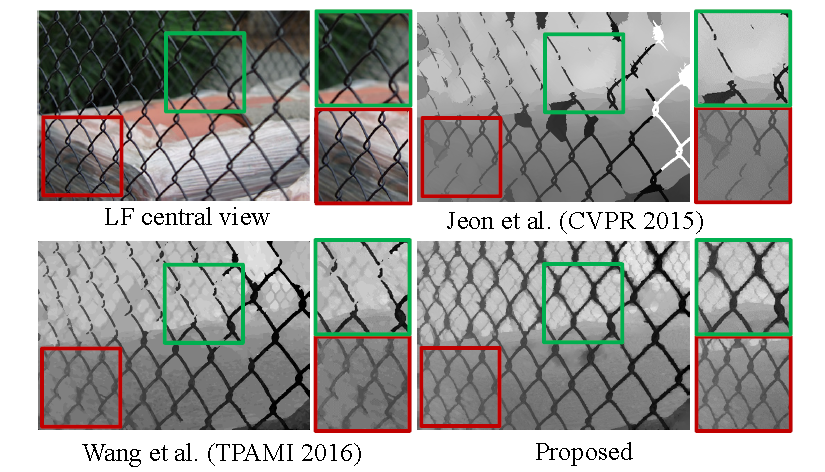 LF central view
Jeon et al. (CVPR 2015)
Wang et al. (TPAMI 2016)
Proposed